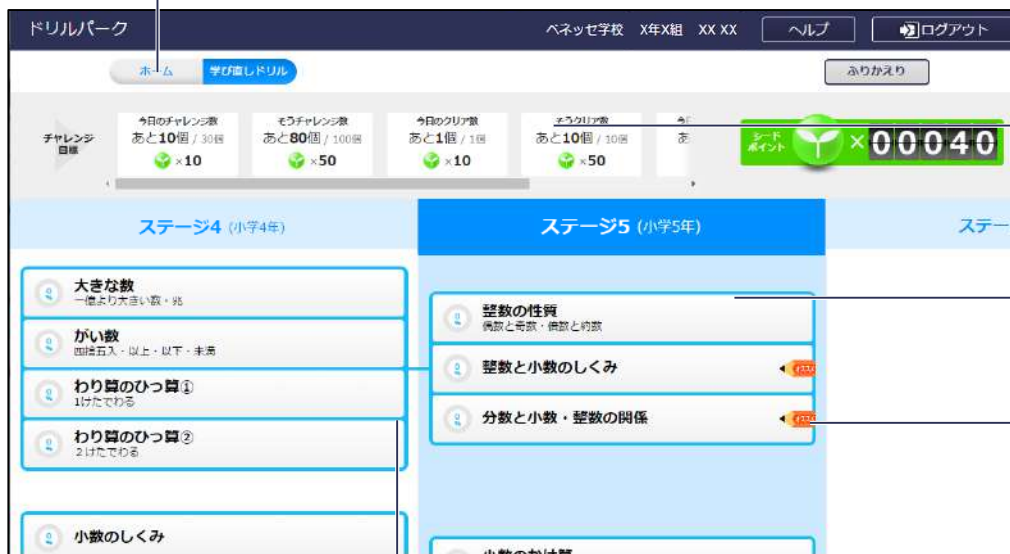 ドリルパーク
ベネッセ学校 X年X組 XX XX
ヘルプ
ログアウト
ホーム
学び直しドリル
ふりかえり
チャレンジ
目標
今日のチャレンジ数
あと10個 / 30個
×10
そうチャレンジ数
あと80個 / 100個
×50
今日のクリア数
あと1個 / 1個
×10
そうクリア数
あと10個 / 10個
×50
シード
ポイント
×00040
ステージ4 (小学4年)
ステージ5 (小学5年)
ステー
大きな数
一億より大きい数・兆
がい数
四捨五入・以上・以下・未満
わり算のひっ算①
1けたでわる
わり算のひっ算②
2けたでわる
小数のしくみ
整数の性質
偶数と奇数・倍数と約数
整数と小数のしくみ
分数と小数・整数の関係
小数のかけ算